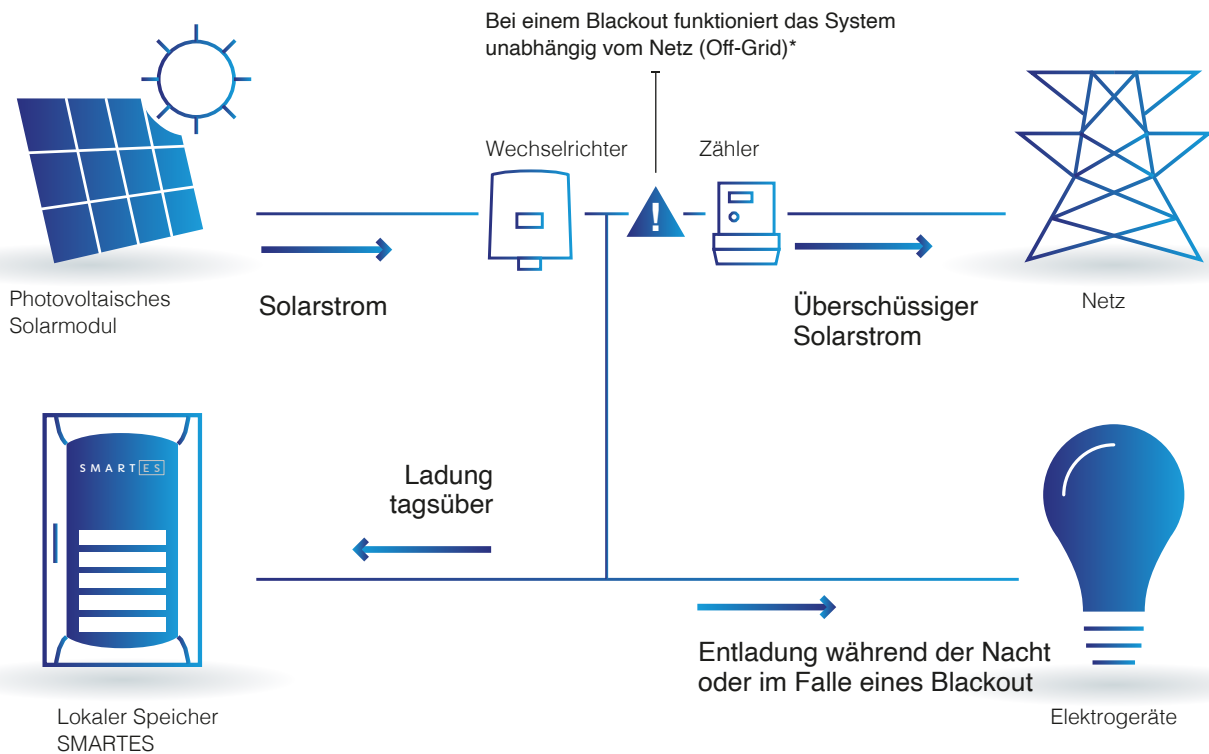 Bei einem Blackout funktioniert das System
unabhängig vom Netz (Off-Grid)*
Wechselrichter
Zähler
Photovoltaisches
Solarmodul
Solarstrom
Überschüssiger
Solarstrom
Netz
SMARTES
Ladung
tagsüber
Entladung während der Nacht
oder im Falle eines Blackout
Lokaler Speicher
SMARTES
Elektrogeräte